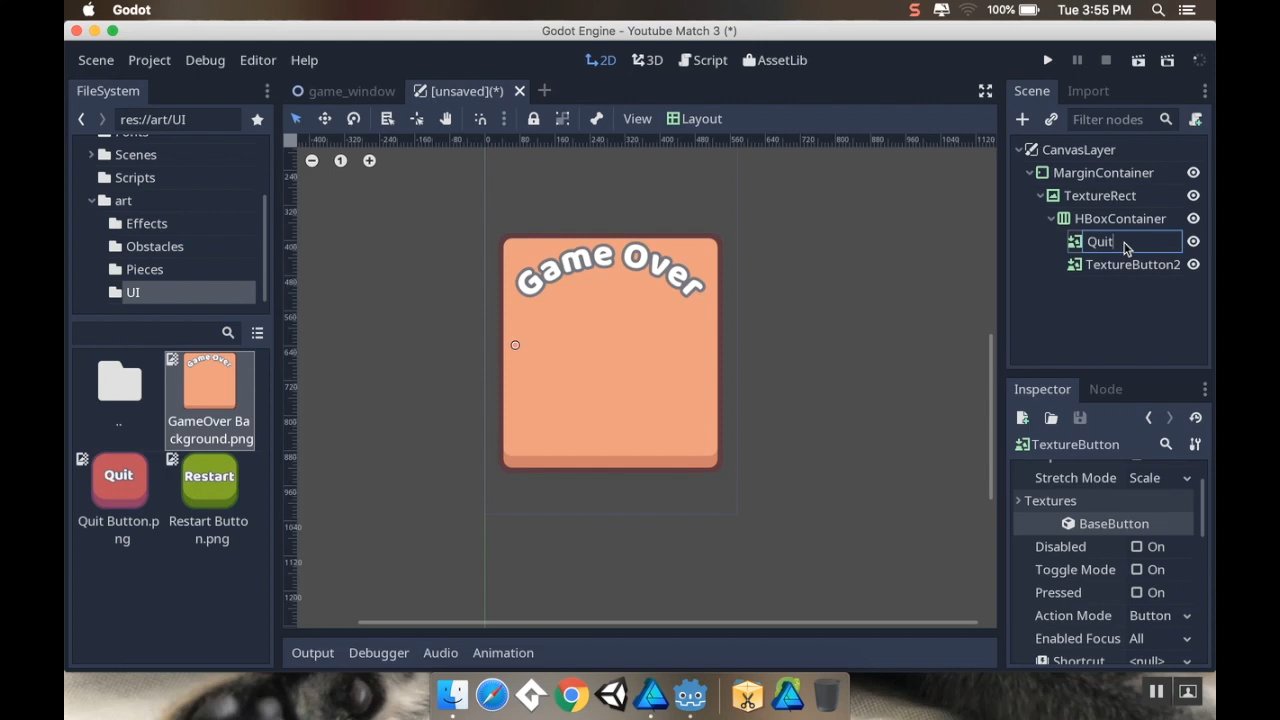 Godot
100%
Tue 3:55 PM
Godot Engine - Youtube Match 3 (*)
Scene Project Debug Editor Help
2D 3D Script AssetLib
FileSystem
game_window
[unsaved](*)
Scene Import
res://art/UI
View Layout
Filter nodes
Scenes
Scripts
art
Effects
Obstacles
Pieces
UI
GameOver Ba
ckground.png
Quit
Restart
Quit Button.p
ng
Restart Butto
n.png
Game Over
CanvasLayer
MarginContainer
TextureRect
HBoxContainer
Quit
TextureButton2
Inspector Node
TextureButton
Stretch Mode Scale
Textures
BaseButton
Disabled On
Toggle Mode On
Pressed On
Action Mode Button
Enabled Focus All
Shortcut <null>
Output Debugger Audio Animation